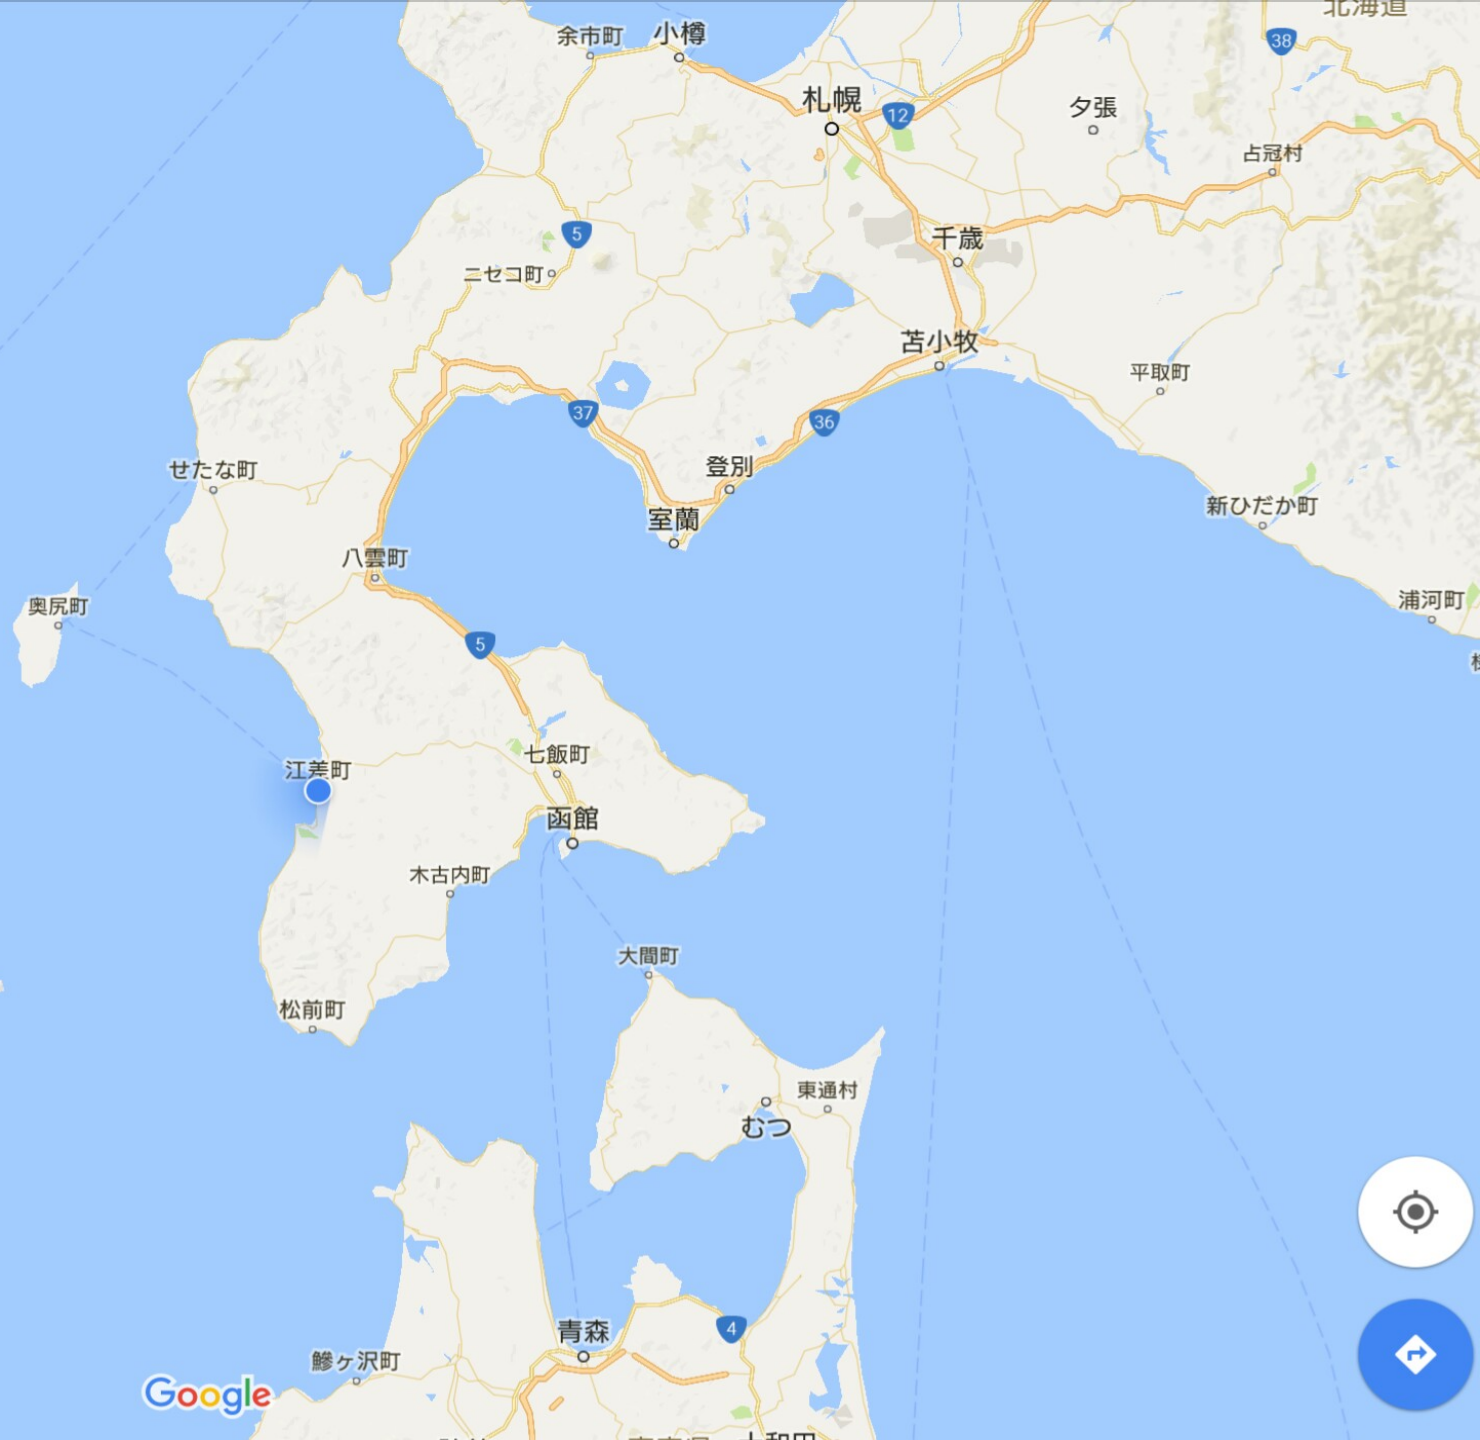 北海道
余市町
小樽
38
札幌
12
夕張
占冠村
5
千歳
ニセコ町
苫小牧
平取町
37
36
せたな町
登別
新ひだか町
室蘭
八雲町
奥尻町
浦河町
5
七飯町
江差町
函館
木古内町
大間町
松前町
東通村
むつ
青森
4
鰺ヶ沢町
Google
十和田